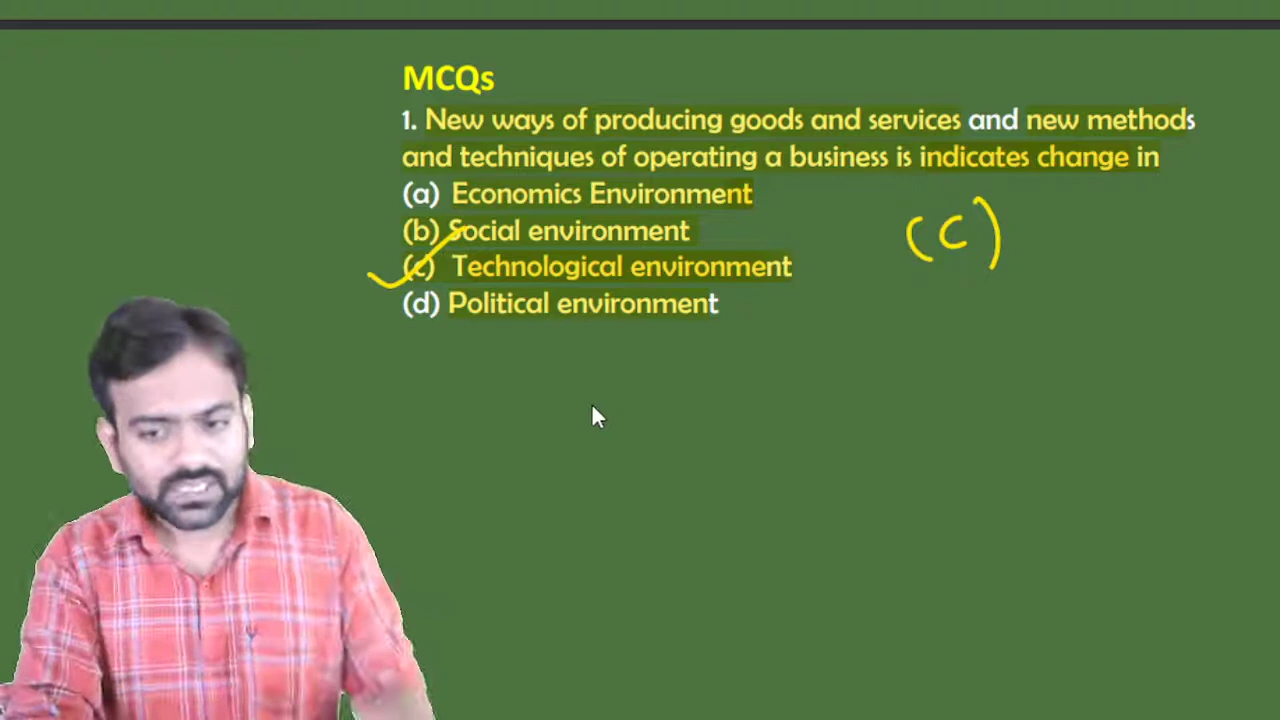 MCQs
1. New ways of producing goods and services and new methods
and techniques of operating a business is indicates change in
(a) Economics Environment
(b) Social environment
(c) Technological environment
(d) Political environment
(c)